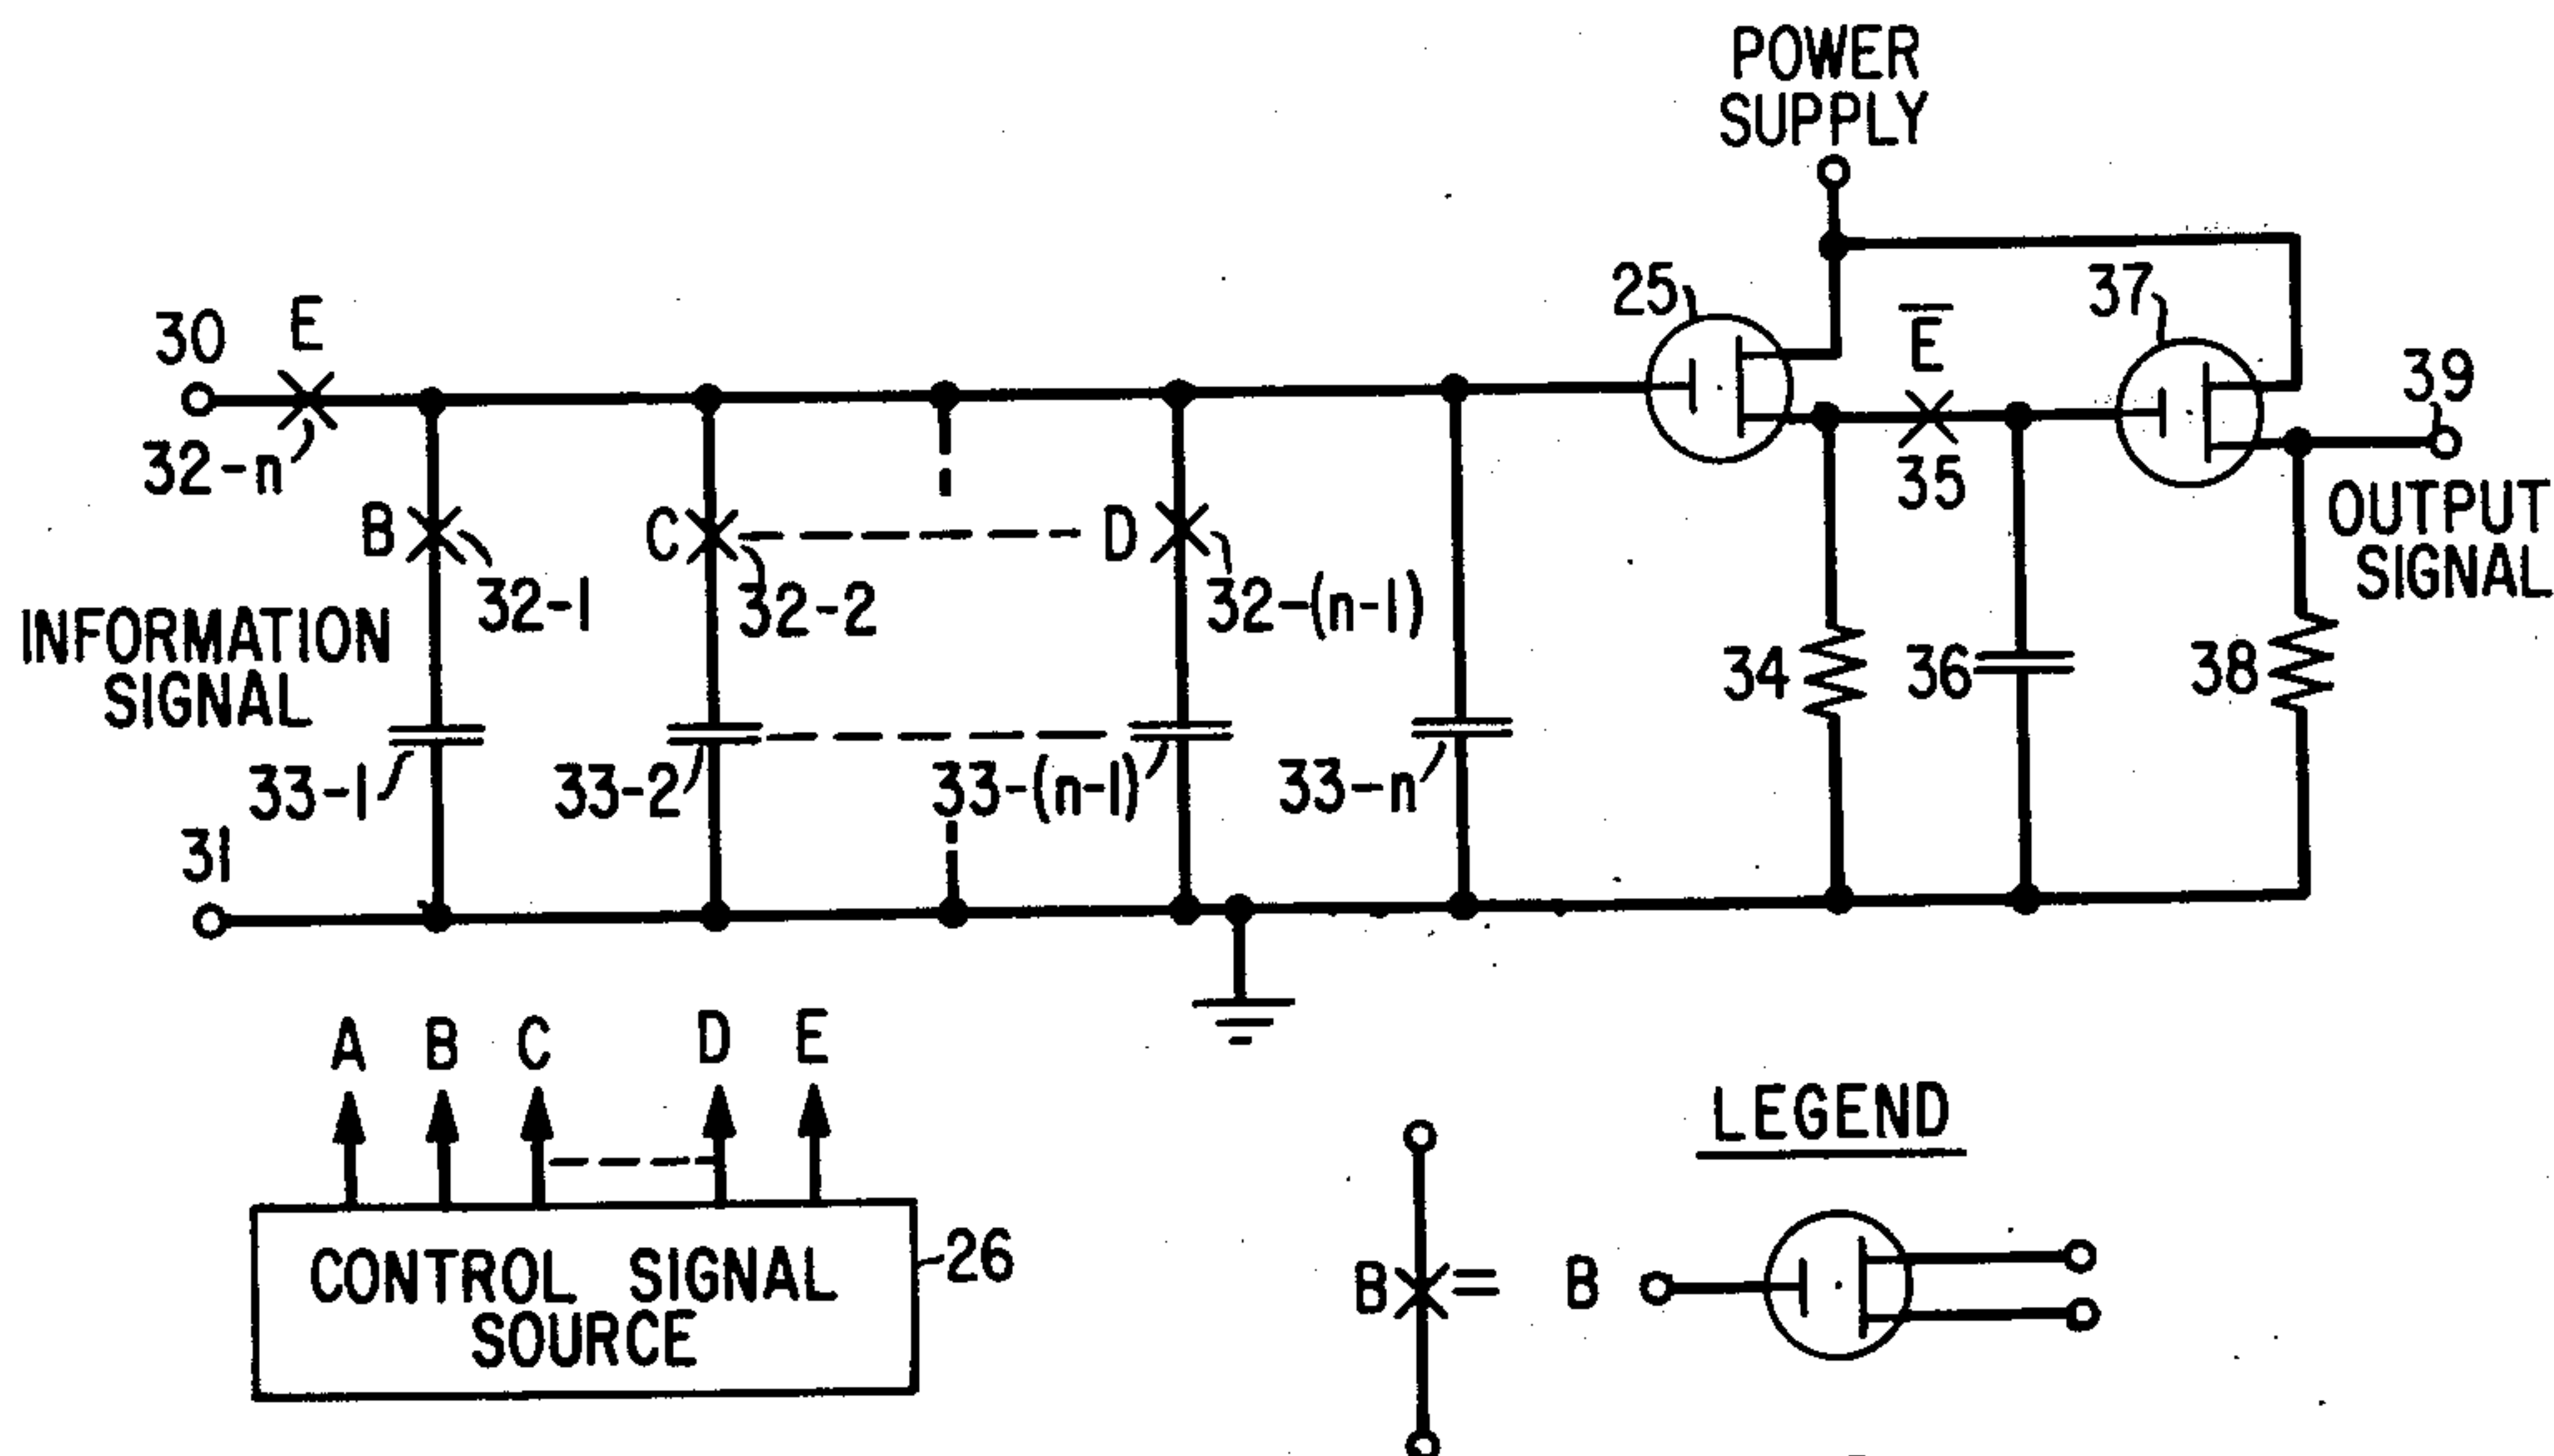 POWER
SUPPLY
25
37
E̅
39
30
E
32-n
35
B
C
D
OUTPUT
SIGNAL
32-1
32-2
32-(n-1)
INFORMATION
SIGNAL
34
36
38
33-1
33-2
33-(n-1)
33-n
31
A B C D E
LEGEND
26
CONTROL SIGNAL
SOURCE
B = B